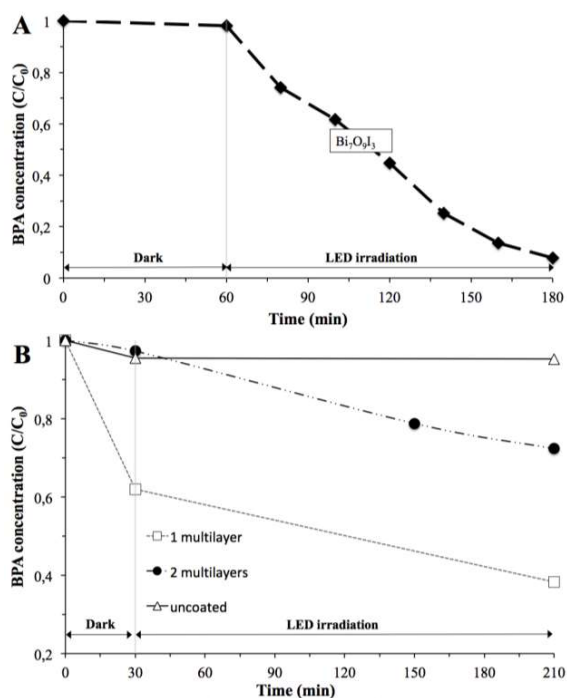 A
BPA concentration (C/C₀)
1
0,8
0,6
0,4
0,2
0
Bi₇O₉I₃
Dark
LED irradiation
0 30 60 90 120 150 180
Time (min)
B
BPA concentration (C/C₀)
1
0,8
0,6
0,4
0,2
1 multilayer
2 multilayers
uncoated
Dark
LED irradiation
0 30 60 90 120 150 180 210
Time (min)